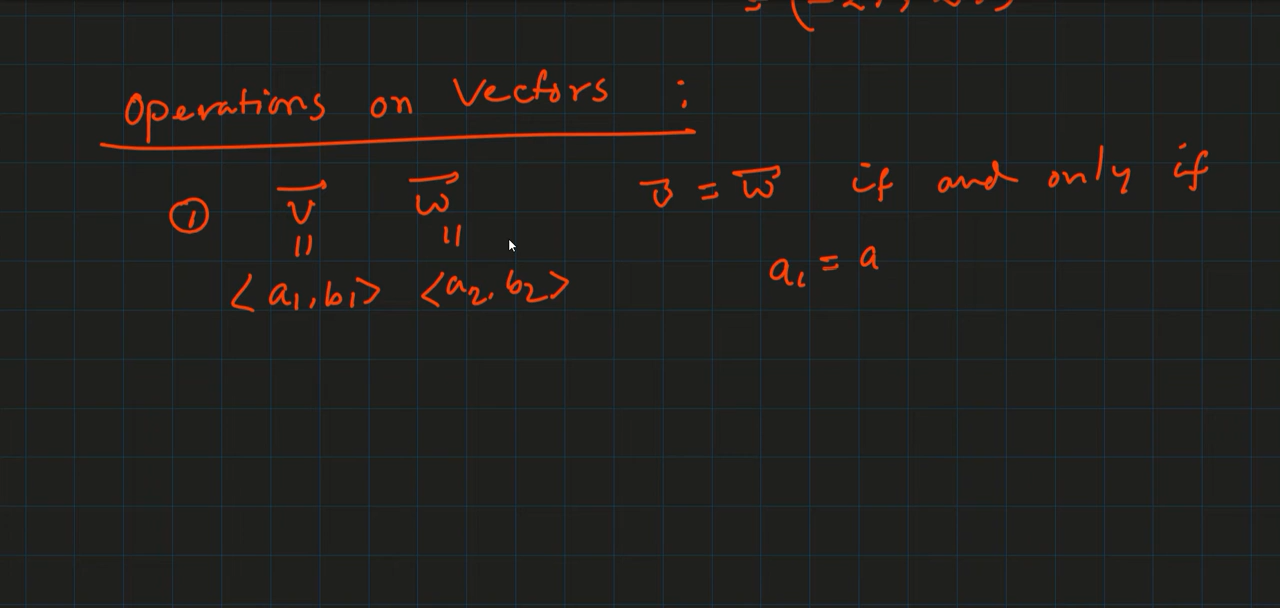 Operations on Vectors :
① v⃗ w⃗ v⃗ = w⃗ if and only if
|| || a₁ = a
<a₁, b₁> <a₂, b₂>